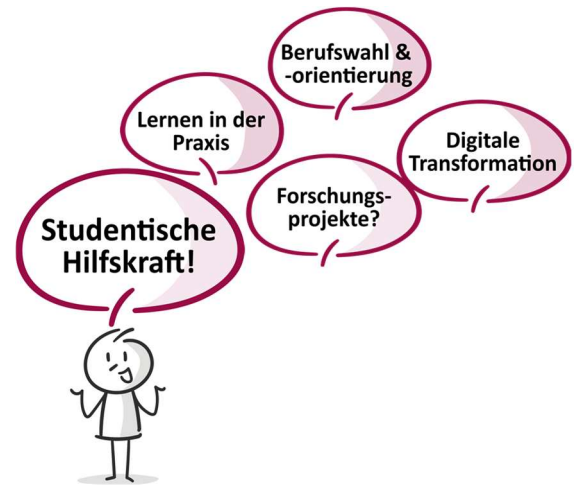 Berufswahl &
-orientierung
Lernen in der
Praxis
Digitale
Transformation
Forschungs-
projekte?
Studentische
Hilfskraft!